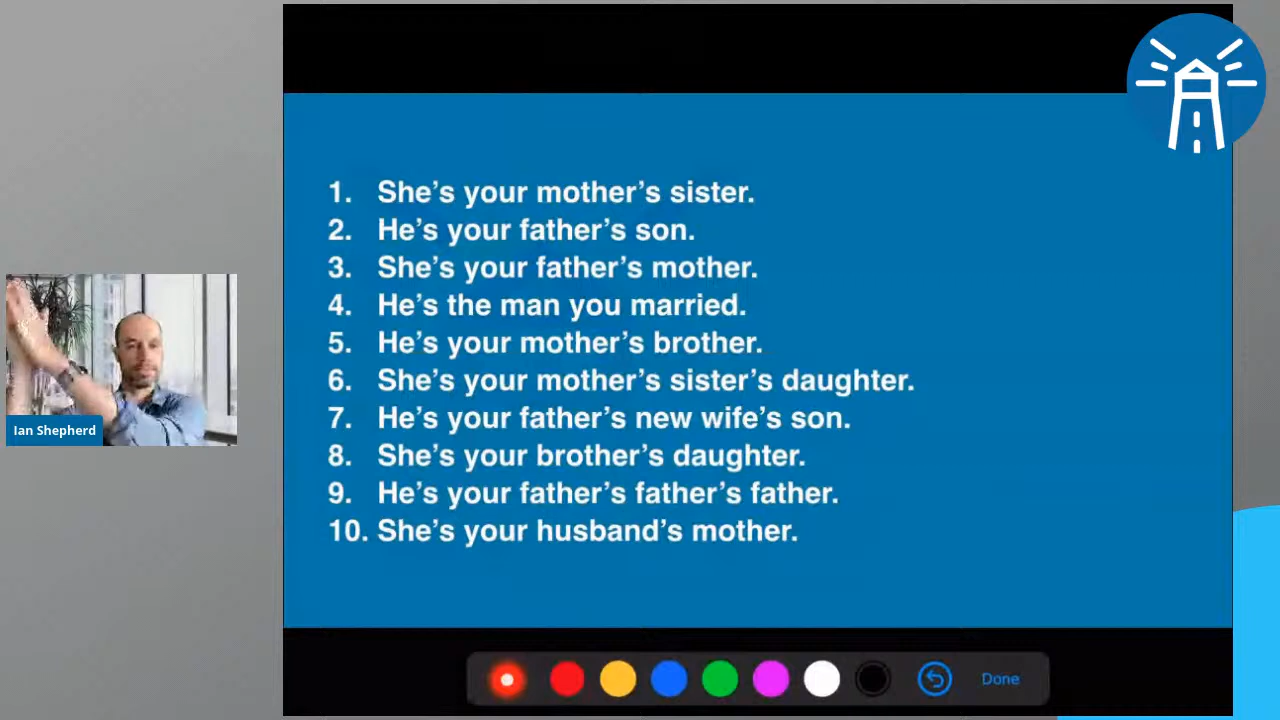 1. She's your mother's sister.
2. He's your father's son.
3. She's your father's mother.
4. He's the man you married.
5. He's your mother's brother.
6. She's your mother's sister's daughter.
7. He's your father's new wife's son.
8. She's your brother's daughter.
9. He's your father's father's father.
10. She's your husband's mother.
Ian Shepherd
Done